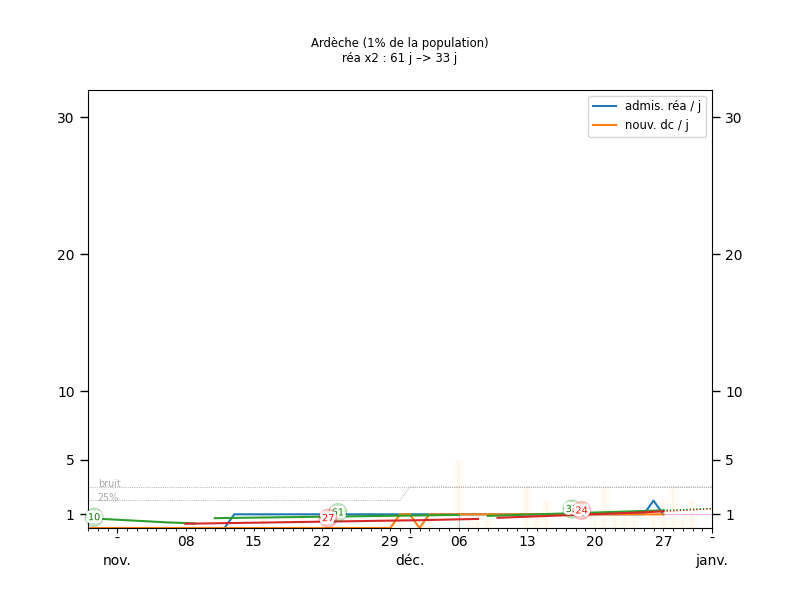 Ardèche (1% de la population)
réa x2 : 61 j –> 33 j
admis. réa / j
nouv. dc / j
30 30
20 20
10 10
5 5
bruit
25%
1 1
10 27 61 24
- 08 15 22 29 - 06 13 20 27 -
nov. déc. janv.